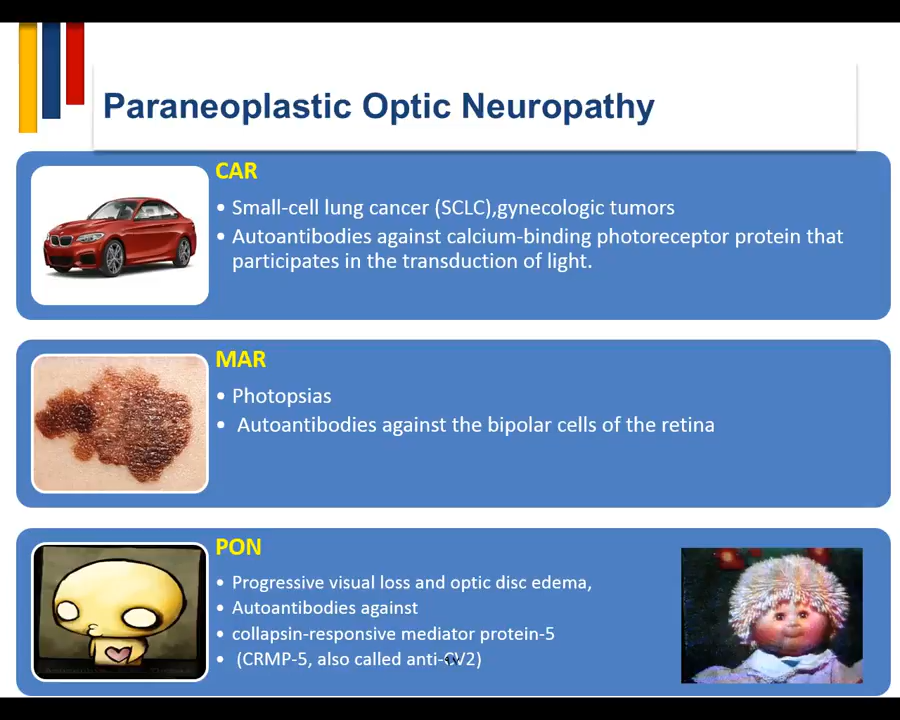 Paraneoplastic Optic Neuropathy
CAR
• Small-cell lung cancer (SCLC),gynecologic tumors
• Autoantibodies against calcium-binding photoreceptor protein that
participates in the transduction of light.
MAR
• Photopsias
• Autoantibodies against the bipolar cells of the retina
PON
• Progressive visual loss and optic disc edema,
• Autoantibodies against
• collapsin-responsive mediator protein-5
• (CRMP-5, also called anti-CV2)